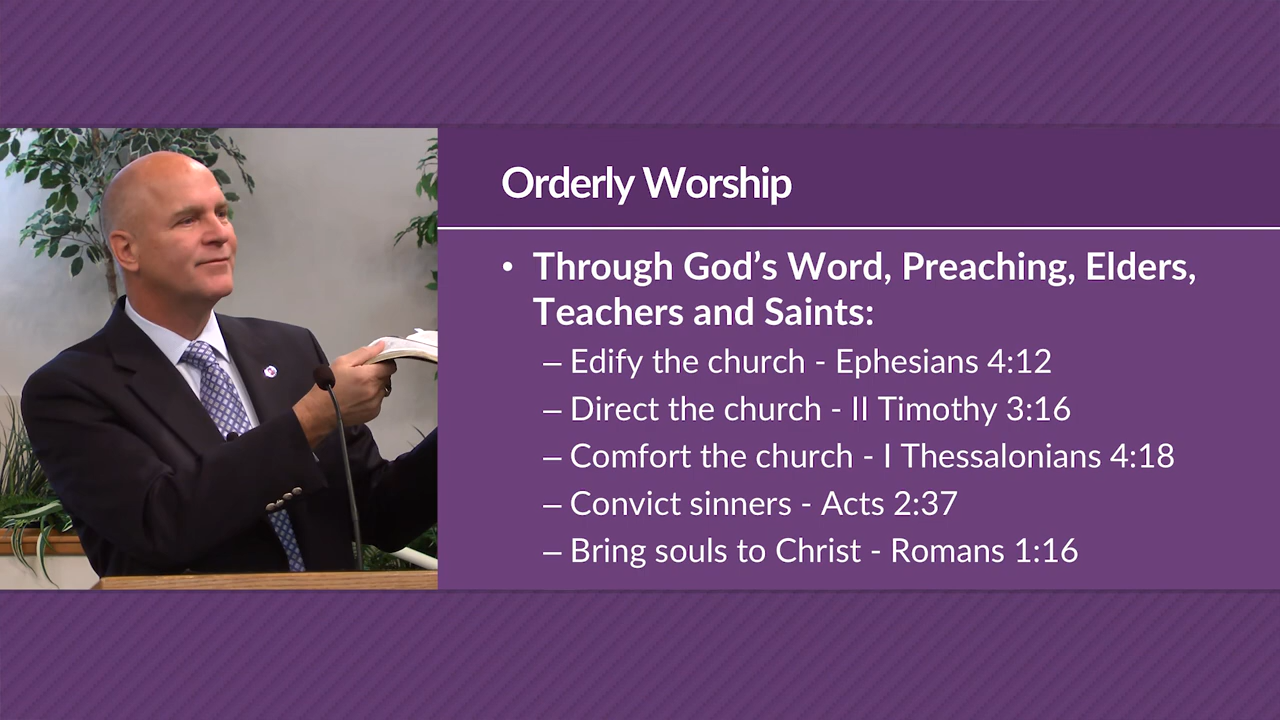 Orderly Worship
• Through God's Word, Preaching, Elders,
Teachers and Saints:
– Edify the church - Ephesians 4:12
– Direct the church - II Timothy 3:16
– Comfort the church - I Thessalonians 4:18
– Convict sinners - Acts 2:37
– Bring souls to Christ - Romans 1:16